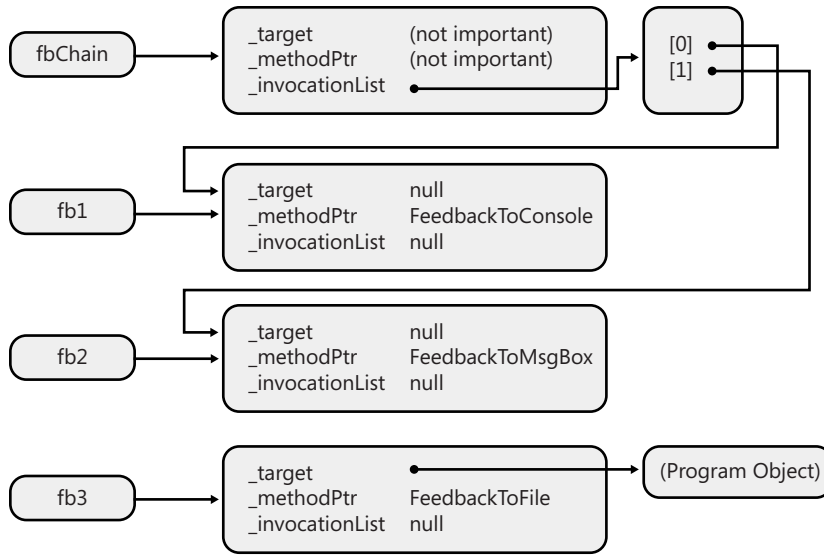 fbChain
_target (not important)
_methodPtr (not important)
_invocationList
[0]
[1]
fb1
_target null
_methodPtr FeedbackToConsole
_invocationList null
fb2
_target null
_methodPtr FeedbackToMsgBox
_invocationList null
fb3
_target
_methodPtr FeedbackToFile
_invocationList null
(Program Object)